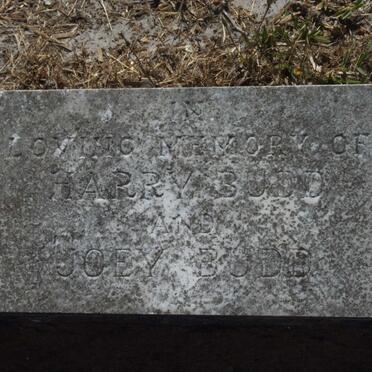 IN
LOVING MEMORY OF
HARRY BUDD
AND
JOEY BUDD